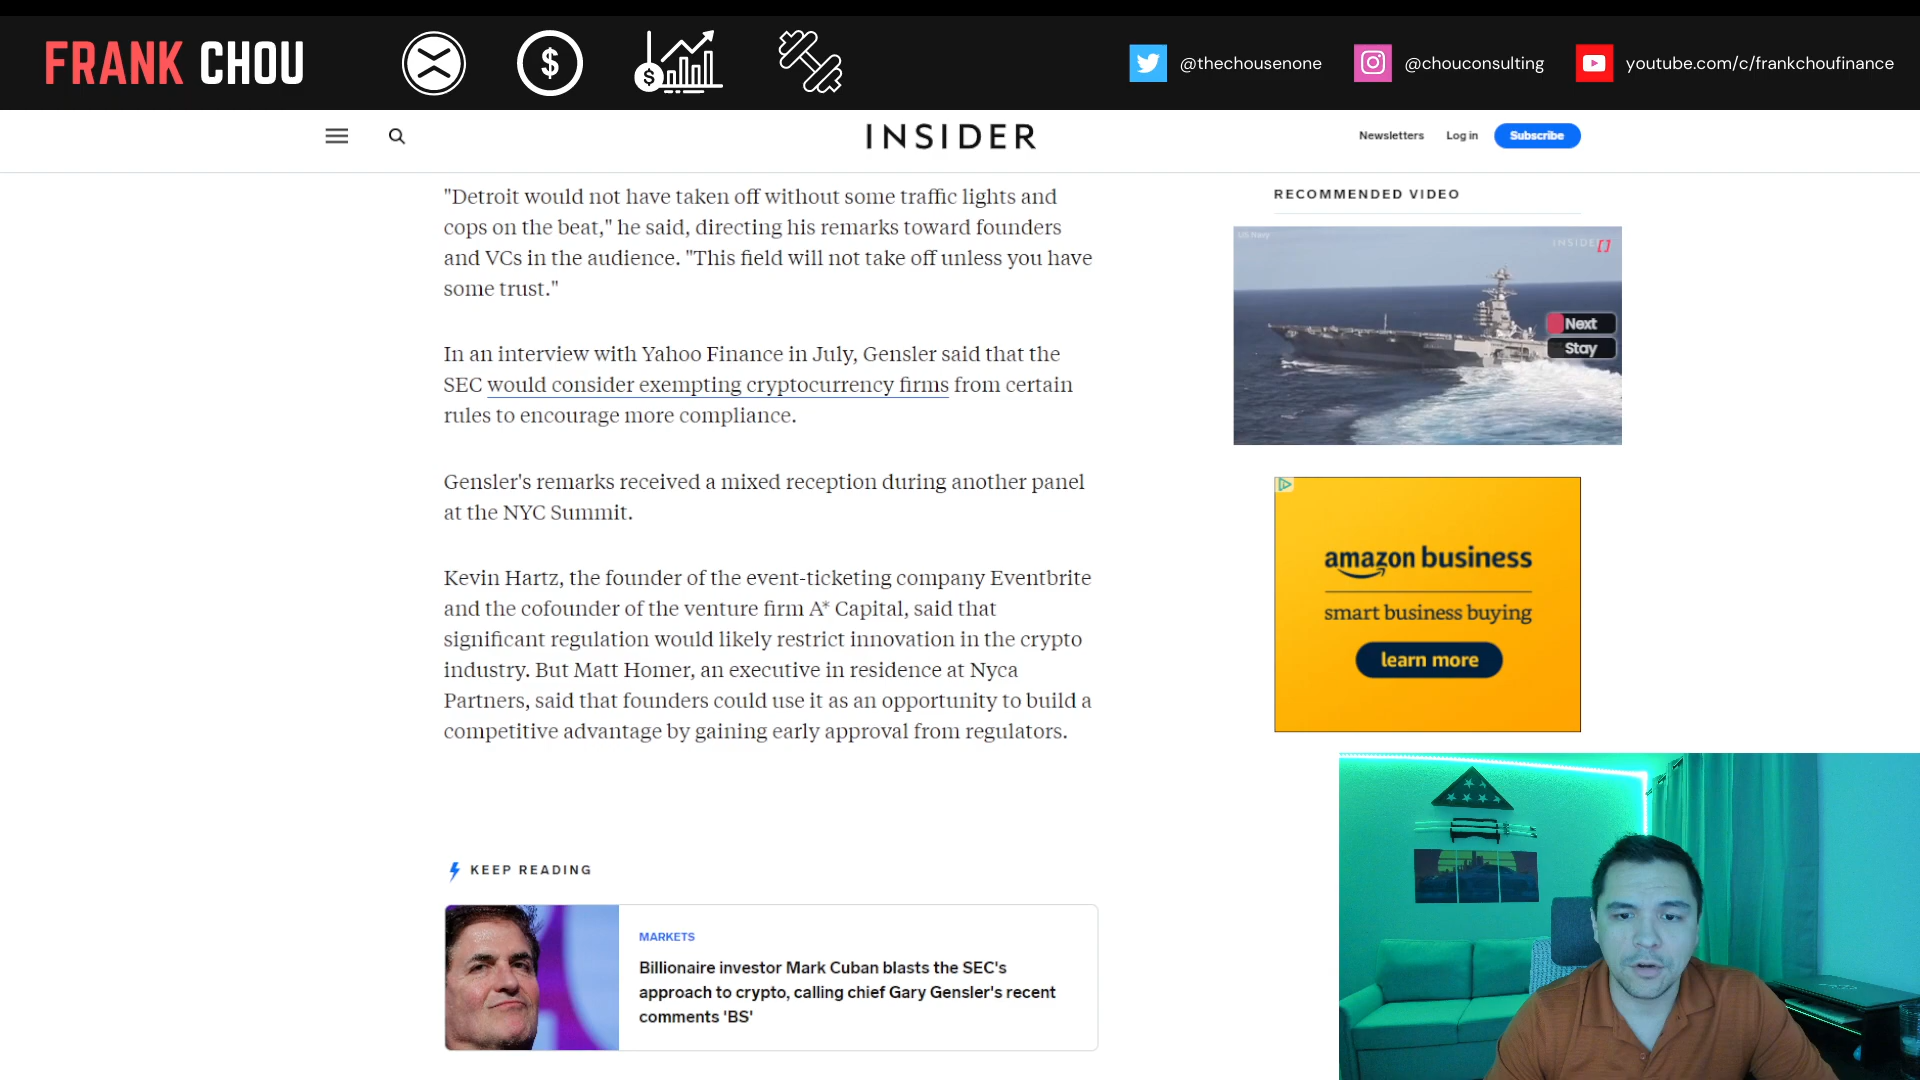 FRANK CHOU
@thechousenone
@chouconsulting
youtube.com/c/frankchoufinance
INSIDER
Newsletters
Log in
Subscribe
"Detroit would not have taken off without some traffic lights and
cops on the beat," he said, directing his remarks toward founders
and VCs in the audience. "This field will not take off unless you have
some trust."
In an interview with Yahoo Finance in July, Gensler said that the
SEC would consider exempting cryptocurrency firms from certain
rules to encourage more compliance.
Gensler's remarks received a mixed reception during another panel
at the NYC Summit.
Kevin Hartz, the founder of the event-ticketing company Eventbrite
and the cofounder of the venture firm A* Capital, said that
significant regulation would likely restrict innovation in the crypto
industry. But Matt Homer, an executive in residence at Nyca
Partners, said that founders could use it as an opportunity to build a
competitive advantage by gaining early approval from regulators.
KEEP READING
MARKETS
Billionaire investor Mark Cuban blasts the SEC's
approach to crypto, calling chief Gary Gensler's recent
comments 'BS'
RECOMMENDED VIDEO
US Navy
INSIDE
Next
Stay
amazon business
smart business buying
learn more